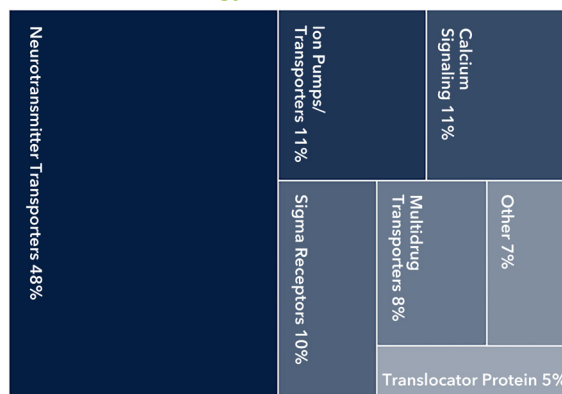 Neurotransmitter Transporters 48%
Ion Pumps/
Transporters 11%
Calcium
Signaling 11%
Sigma Receptors 10%
Multidrug
Transporters 8%
Other 7%
Translocator Protein 5%